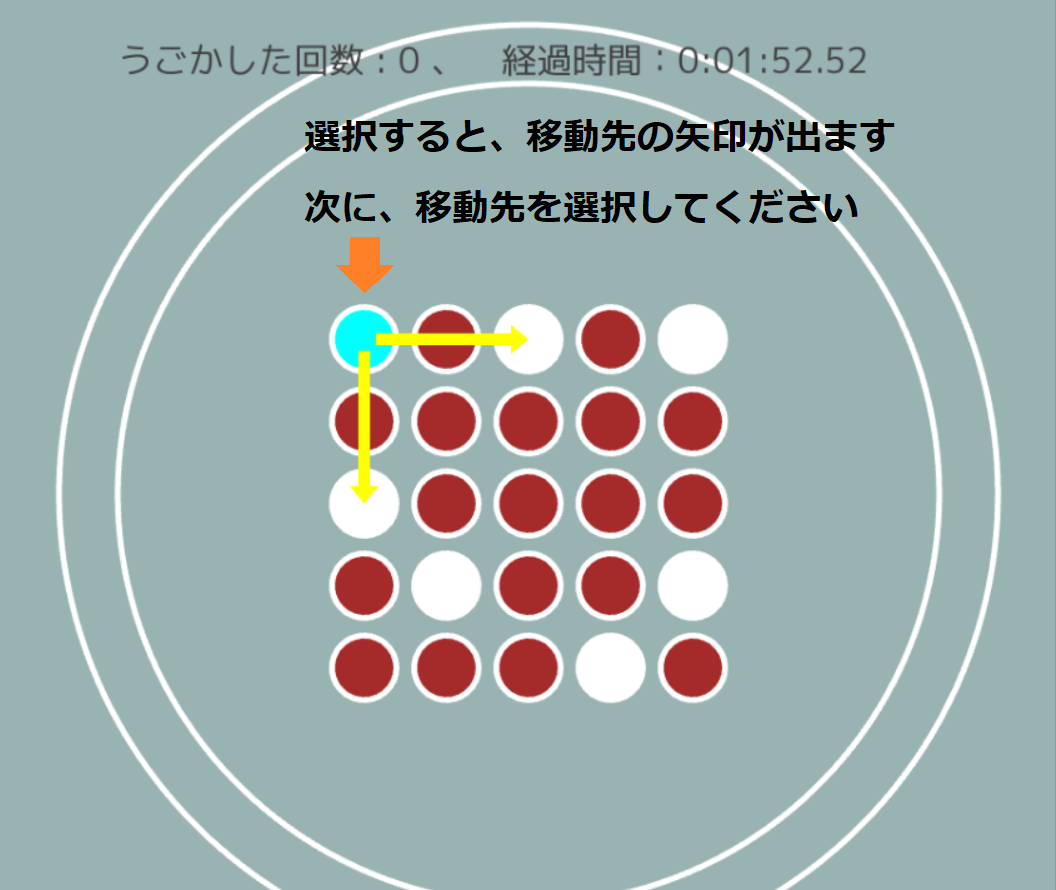 うごかした回数：0 、　経過時間：0:01:52.52
選択すると、移動先の矢印が出ます
次に、移動先を選択してください